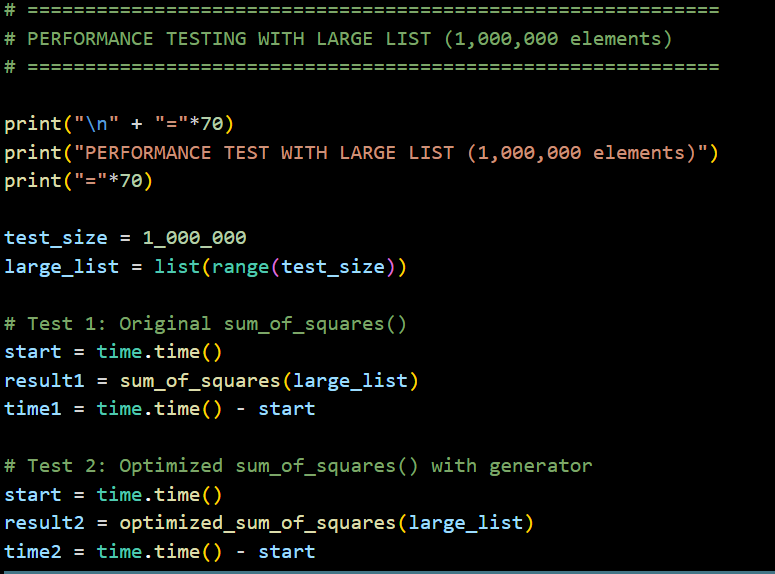 # ============================================================
# PERFORMANCE TESTING WITH LARGE LIST (1,000,000 elements)
# ============================================================
print("\n" + "="*70)
print("PERFORMANCE TEST WITH LARGE LIST (1,000,000 elements)")
print("="*70)
test_size = 1_000_000
large_list = list(range(test_size))
# Test 1: Original sum_of_squares()
start = time.time()
result1 = sum_of_squares(large_list)
time1 = time.time() - start
# Test 2: Optimized sum_of_squares() with generator
start = time.time()
result2 = optimized_sum_of_squares(large_list)
time2 = time.time() - start